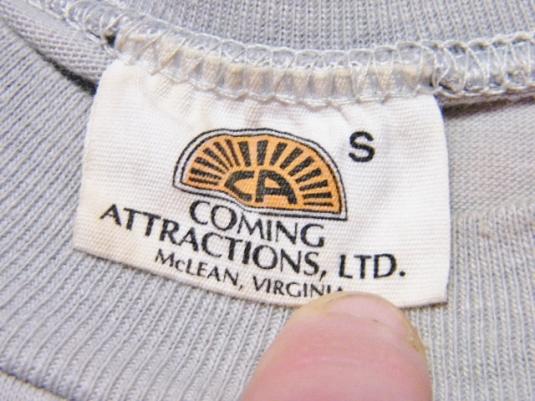 S
CA
COMING
ATTRACTIONS, LTD.
McLEAN, VIRGINIA